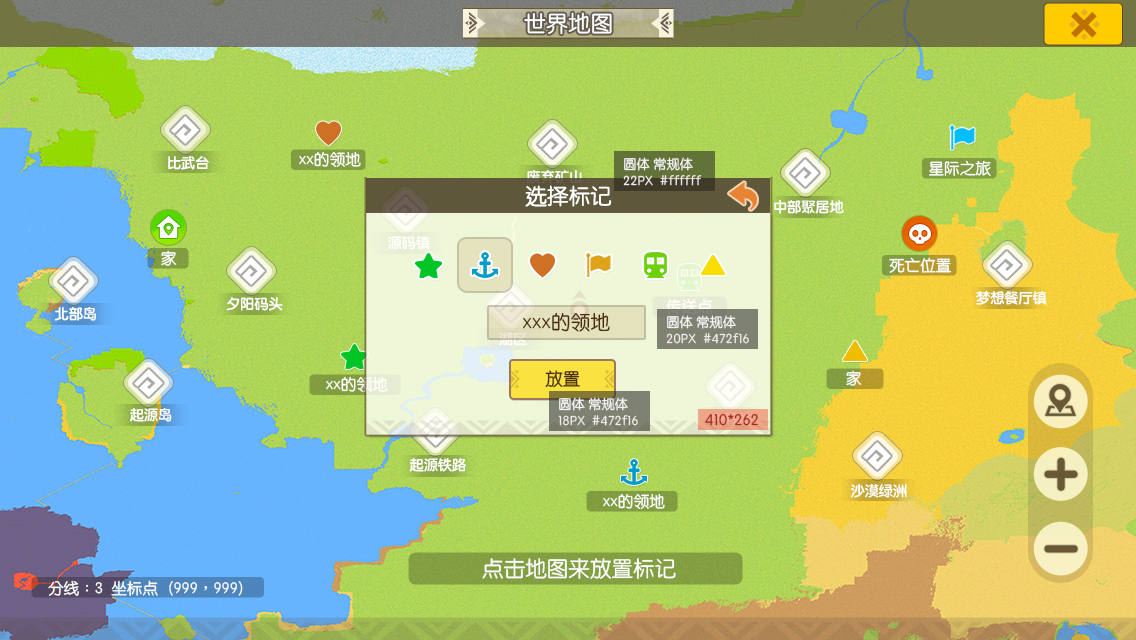 世界地图
比武台
xx的领地
废弃矿山
圆体 常规体
22PX #ffffff
星际之旅
选择标记
中部聚居地
源码镇
家
死亡位置
夕阳码头
梦想餐厅镇
北部岛
传送点
xxx的领地
圆体 常规体
20PX #472f16
湖区
xx的领地
放置
家
圆体 常规体
18PX #472f16
410*262
起源岛
起源铁路
沙漠绿洲
xx的领地
点击地图来放置标记
分线：3 坐标点（999，999）